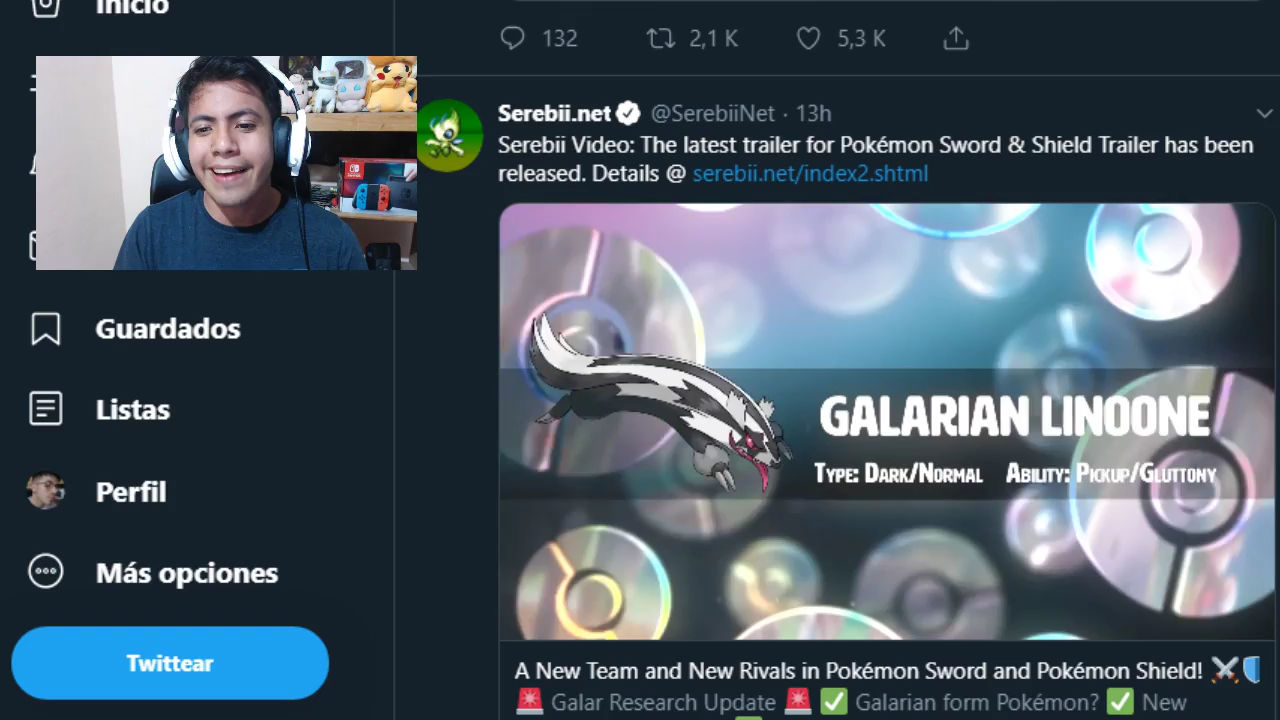 Inicio
132 2,1 K 5,3 K
Serebii.net @SerebiiNet · 13h
Serebii Video: The latest trailer for Pokémon Sword & Shield Trailer has been
released. Details @ serebii.net/index2.shtml
GALARIAN LINOONE
TYPE: DARK/NORMAL ABILITY: PICKUP/GLUTTONY
Guardados
Listas
Perfil
Más opciones
Twittear
A New Team and New Rivals in Pokémon Sword and Pokémon Shield! ⚔️🛡️
🚨 Galar Research Update 🚨 ✅ Galarian form Pokémon? ✅ New